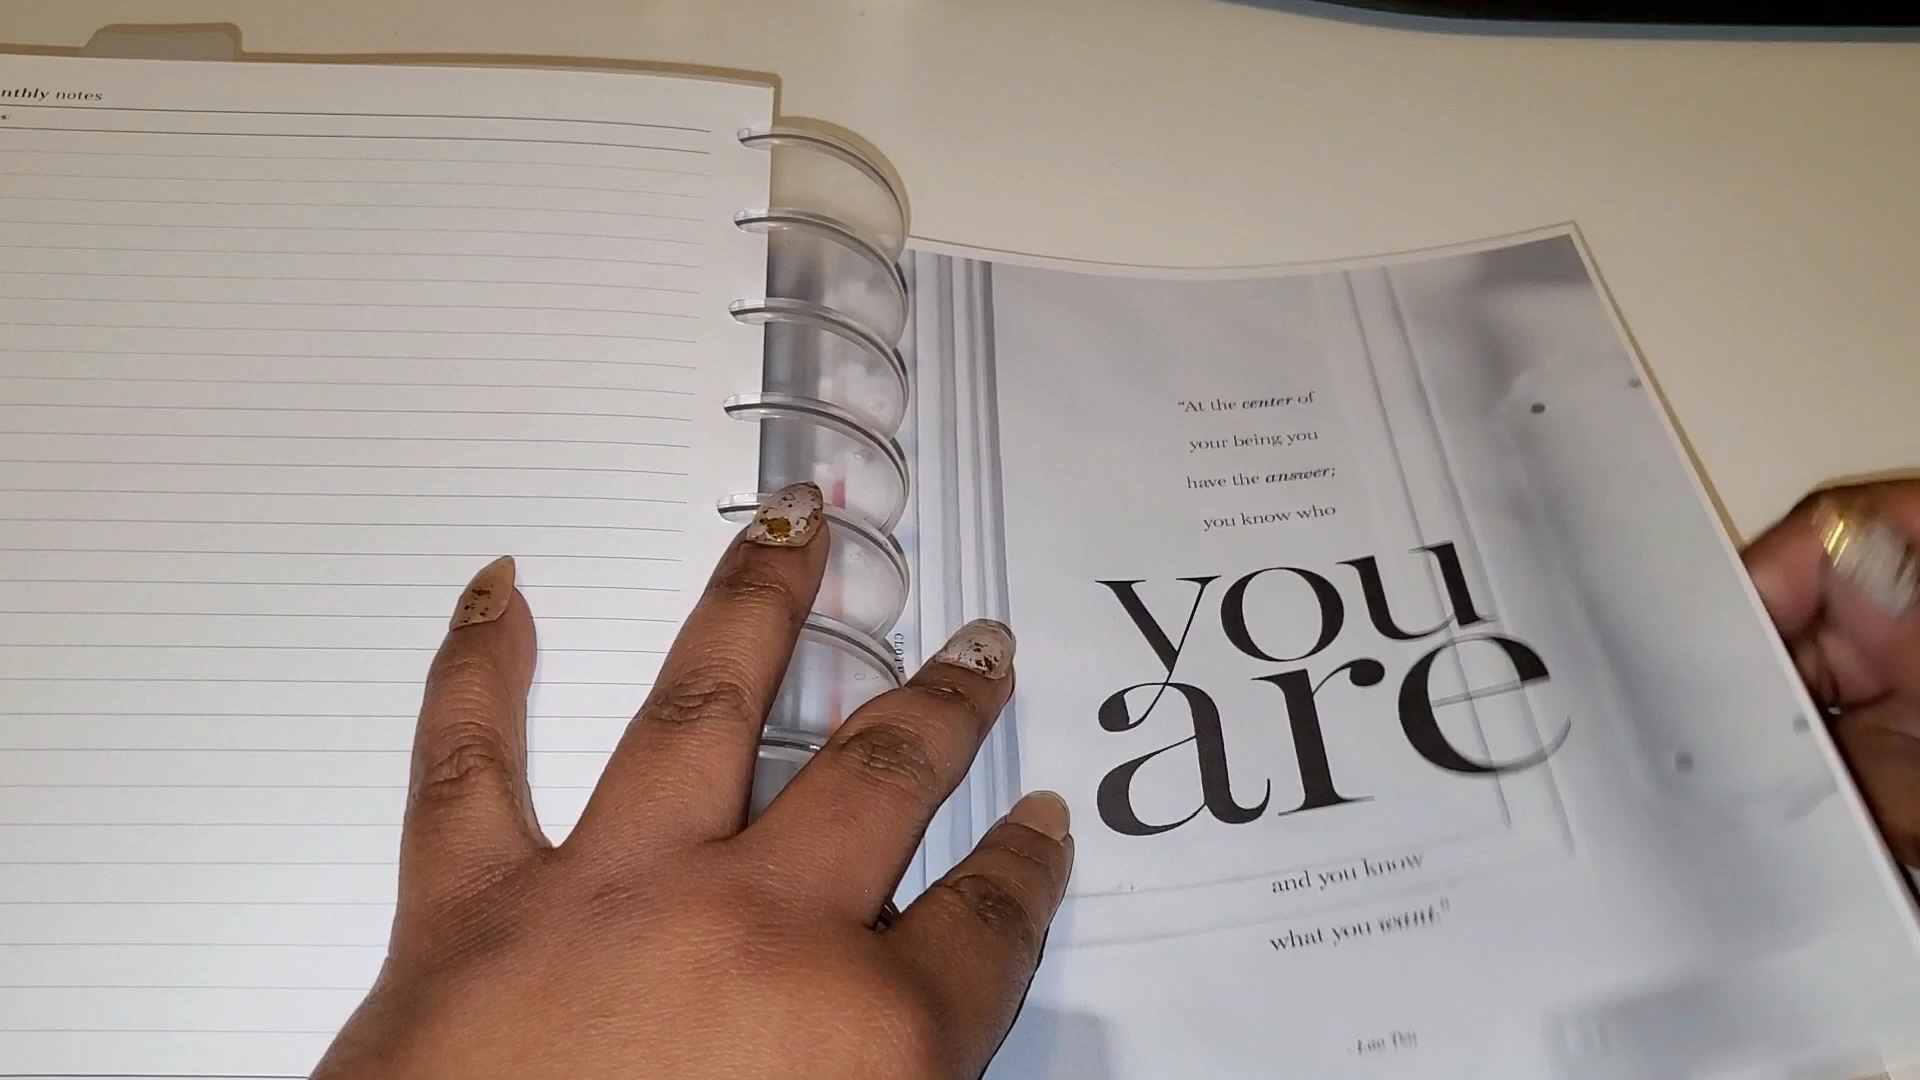 nthly notes
s:
"At the center of
your being you
have the answer;
you know who
you
are
and you know
what you want."